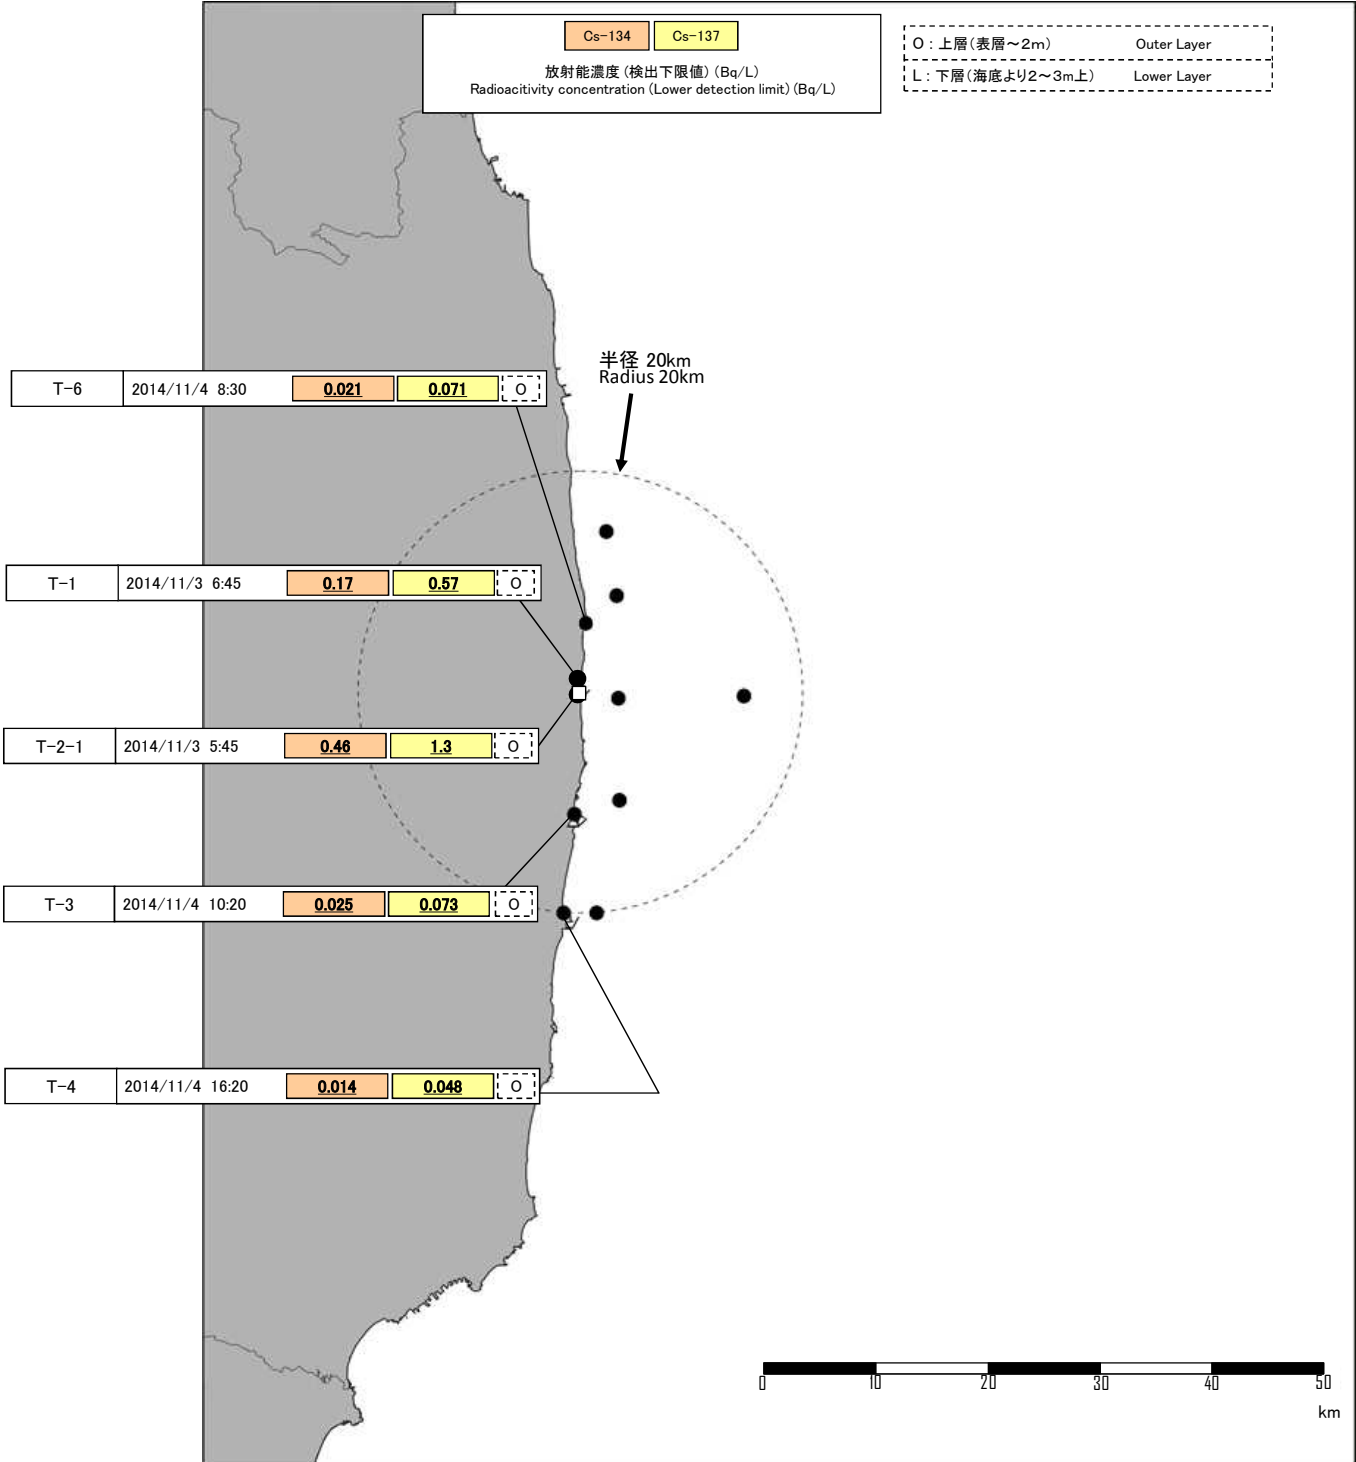 Cs-134 Cs-137
放射能濃度(検出下限値)(Bq/L)
Radioacitivity concentration(Lower detection limit)(Bq/L)
O：上層(表層～2m) Outer Layer
L：下層(海底より2～3m上) Lower Layer
半径 20km
Radius 20km
T-6 2014/11/4 8:30 0.021 0.071 O
T-1 2014/11/3 6:45 0.17 0.57 O
T-2-1 2014/11/3 5:45 0.46 1.3 O
T-3 2014/11/4 10:20 0.025 0.073 O
T-4 2014/11/4 16:20 0.014 0.048 O
0 10 20 30 40 50
km